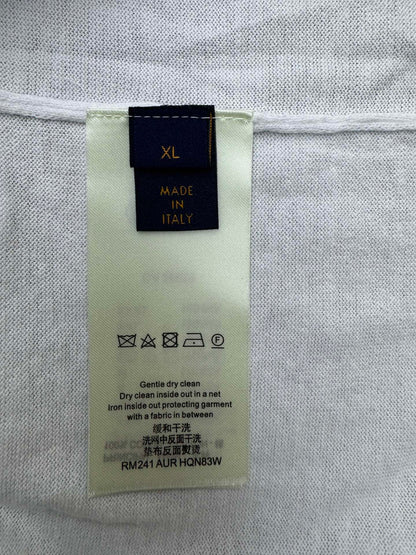 XL
MADE
IN
ITALY
Gentle dry clean
Dry clean inside out in a net
Iron inside out protecting garment
with a fabric in between
缓和干洗
洗网中反面干洗
垫布反面熨烫
RM241 AUR HQN83W